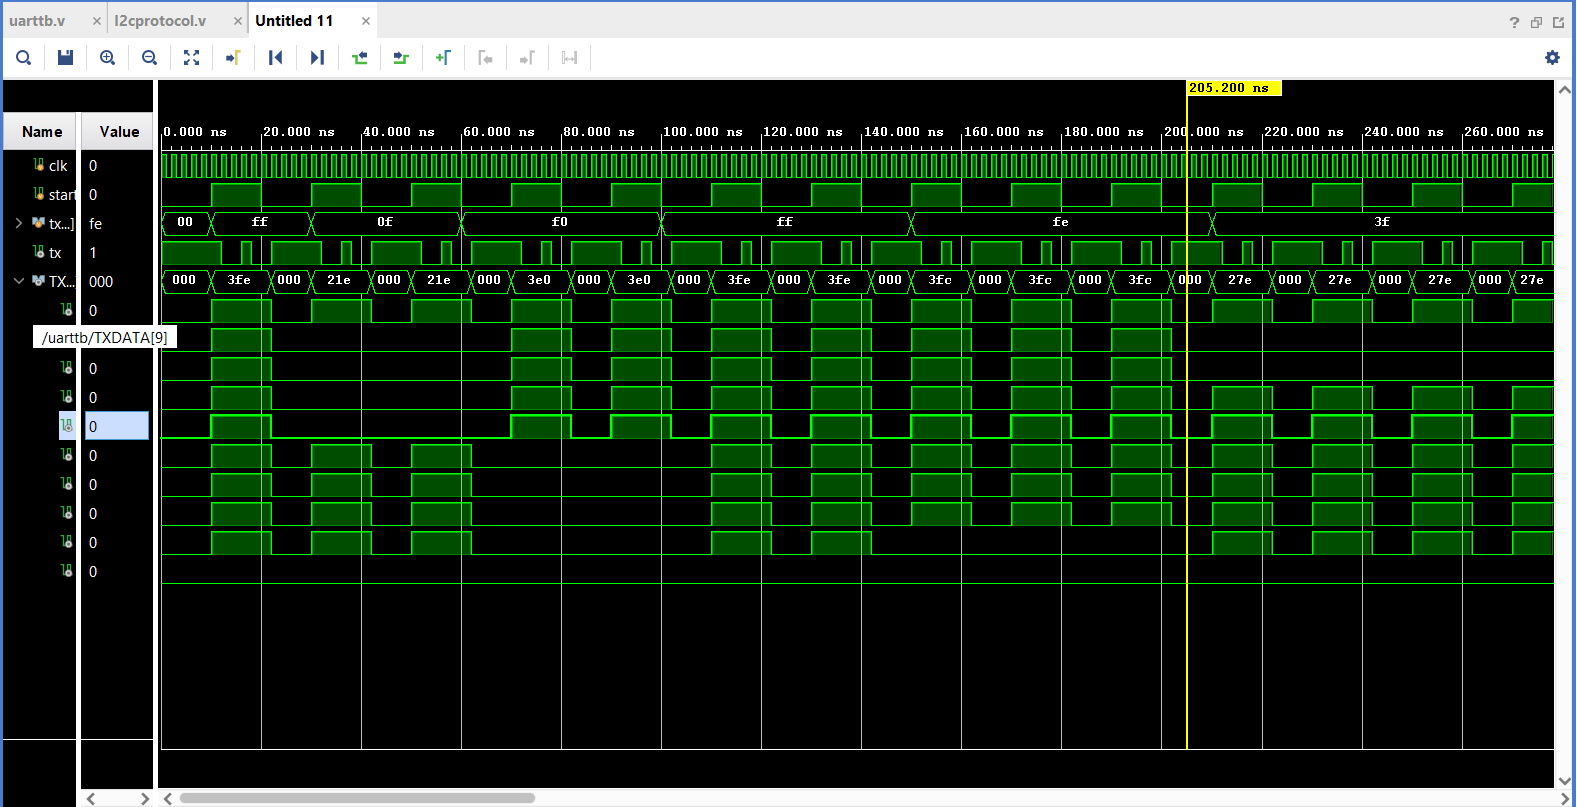 uarttb.v × I2cprotocol.v × Untitled 11 ×
205.200 ns
Name Value
0.000 ns 20.000 ns 40.000 ns 60.000 ns 80.000 ns 100.000 ns 120.000 ns 140.000 ns 160.000 ns 180.000 ns 200.000 ns 220.000 ns 240.000 ns 260.000 ns
clk 0
start 0
tx...] fe 00 ff 0f f0 ff fe 3f
tx 1
TX... 000 000 3fe 000 21e 000 21e 000 3e0 000 3e0 000 3fe 000 3fe 000 3fc 000 3fc 000 3fc 000 27e 000 27e 000 27e 000 27e
0
/uarttb/TXDATA[9]
0
0
0
0
0
0
0
0